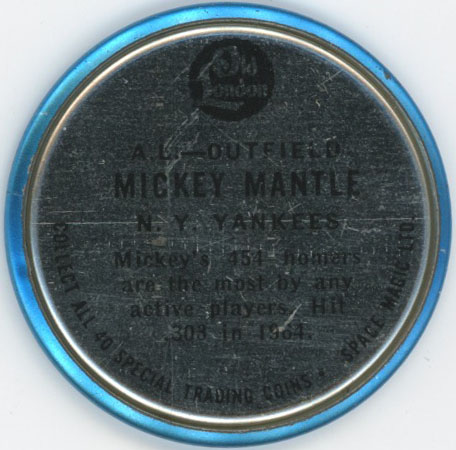 Old
London
A.L.—OUTFIELD
MICKEY MANTLE
N. Y. YANKEES
Mickey's 454 homers
are the most by any
active players. Hit
.303 in 1964.
COLLECT ALL 40 SPECIAL TRADING COINS • SPACE MAGIC LTD.